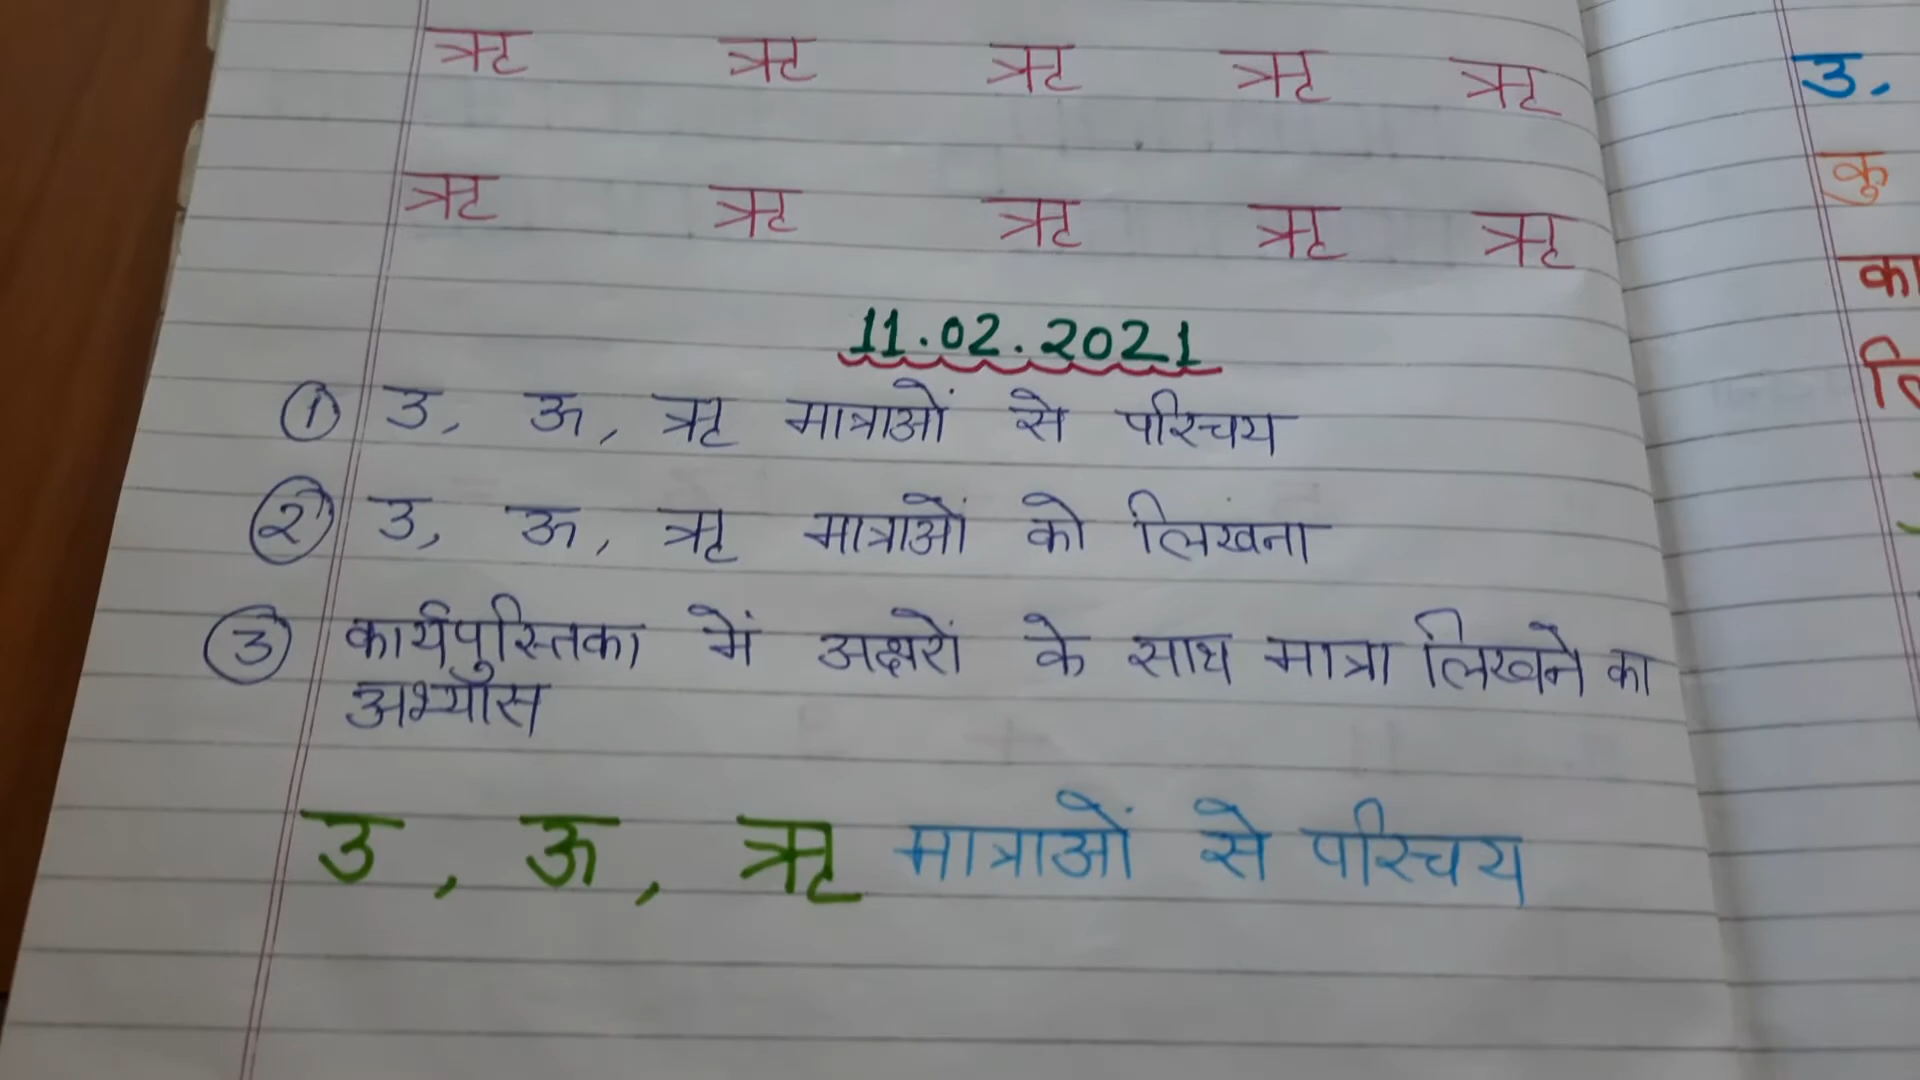 ऋ ऋ ऋ ऋ ऋ
ऋ ऋ ऋ ऋ ऋ
11.02.2021
① उ, ऊ, ऋ मात्राओं से परिचय
② उ, ऊ, ऋ मात्राओं को लिखना
③ कार्यपुस्तिका में अक्षरों के साथ मात्रा लिखने का
अभ्यास
उ, ऊ, ऋ मात्राओं से परिचय
उ,
कु
का